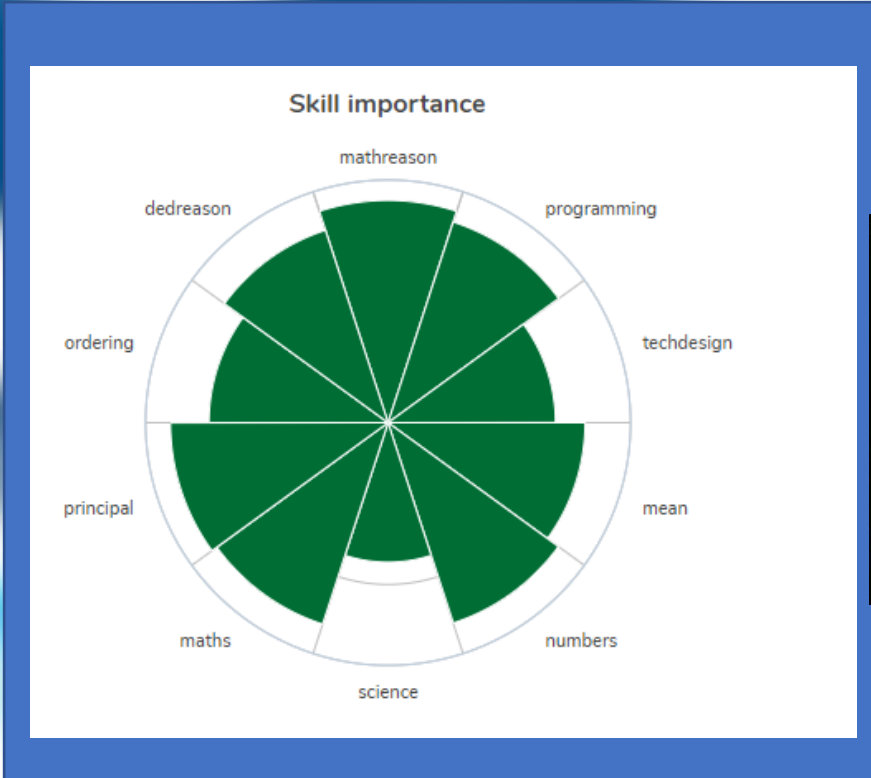 Skill importance
mathreason
dedreason
programming
ordering
techdesign
principal
mean
maths
numbers
science